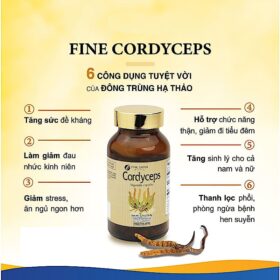 FINE CORDYCEPS
6 CÔNG DỤNG TUYỆT VỜI
CỦA ĐÔNG TRÙNG HẠ THẢO
1
Tăng sức đề kháng
2
Làm giảm đau
nhức kinh niên
3
Giảm stress,
ăn ngủ ngon hơn
4
Hỗ trợ chức năng
thận, giảm đi tiểu đêm
5
Tăng sinh lý cho cả
nam và nữ
6
Thanh lọc phổi,
phòng ngừa bệnh
hen suyễn
Cordyceps